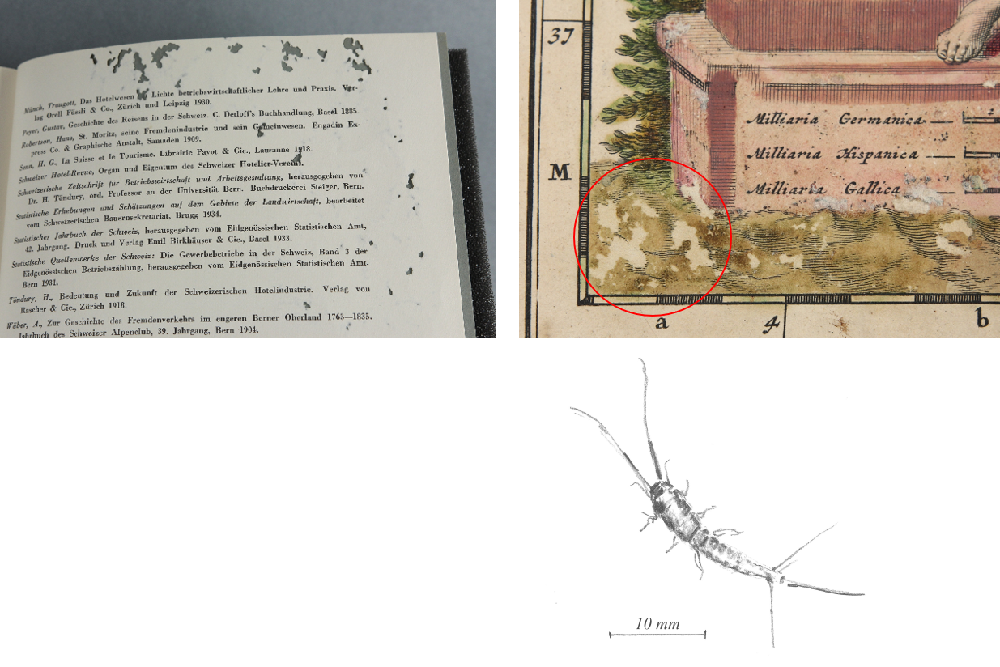 Münch, Traugott, Das Hotelwesen Lichte betriebswirtschaftlicher Lehre und Praxis. Ver-
lag Orell Füssli & Co., Zürich und Leipzig 1930.
Peyer, Gustav, Geschichte des Reisens in der Schweiz. C. Detloff's Buchhandlung, Basel 1885.
Robertson, Hans, St. Moritz, seine Fremdenindustrie und sein Gemeinwesen. Engadin Ex-
press Co. & Graphische Anstalt, Samaden 1909.
Senn, H. G., La Suisse et le Tourisme. Librairie Payot & Cie., Lausanne 1918.
Schweizer Hotel-Revue, Organ und Eigentum des Schweizer Hotelier-Vereins.
Schweizerische Zeitschrift für Betriebswirtschaft und Arbeitsgestaltung, herausgegeben von
Dr. H. Töndury, ord. Professor an der Universität Bern. Buchdruckerei Steiger, Bern.
Statistische Erhebungen und Schätzungen auf dem Gebiete der Landwirtschaft, bearbeitet
vom Schweizerischen Bauernsekretariat, Brugg 1934.
Statistisches Jahrbuch der Schweiz, herausgegeben vom Eidgenössischen Statistischen Amt,
42. Jahrgang. Druck und Verlag Emil Birkhäuser & Cie., Basel 1933.
Statistische Quellenwerke der Schweiz: Die Gewerbebetriebe in der Schweiz, Band 3 der
Eidgenössischen Betriebszählung, herausgegeben vom Eidgenössischen Statistischen Amt.
Bern 1931.
Töndury, H., Bedeutung und Zukunft der Schweizerischen Hotelindustrie. Verlag von
Rascher & Cie., Zürich 1918.
Wäber, A., Zur Geschichte des Fremdenverkehrs im engeren Berner Oberland 1763—1835.
Jahrbuch des Schweizer Alpenclub, 39. Jahrgang, Bern 1904.
37
Milliaria Germanica
Milliaria Hispanica
M
Milliaria Gallica
a
4
b
10 mm